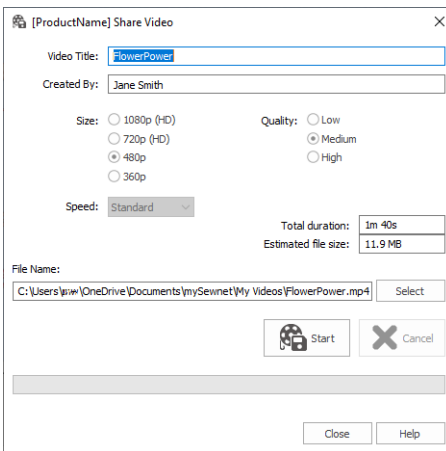 [ProductName] Share Video
Video Title: FlowerPower
Created By: Jane Smith
Size: 1080p (HD) Quality: Low
720p (HD) Medium
480p High
360p
Speed: Standard
Total duration: 1m 40s
Estimated file size: 11.9 MB
File Name:
C:\Users\ \OneDrive\Documents\mySewnet\My Videos\FlowerPower.mp4 Select
Start Cancel
Close Help